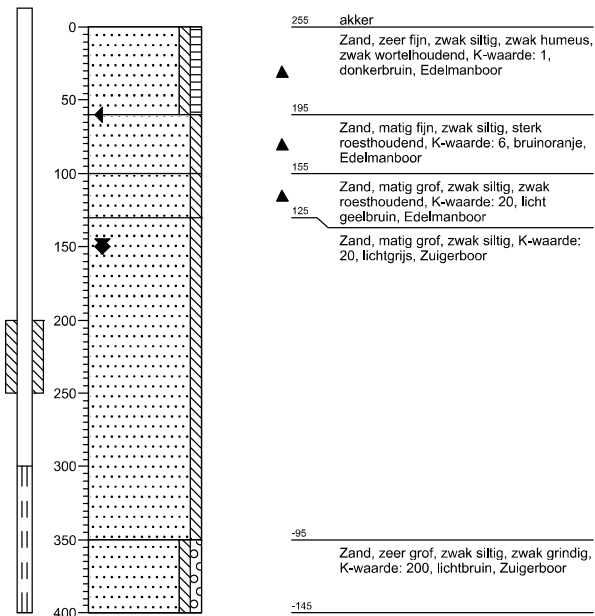 0
50
100
150
200
250
300
350
400
255 akker
Zand, zeer fijn, zwak siltig, zwak humeus,
zwak wortelhoudend, K-waarde: 1,
donkerbruin, Edelmanboor
195
Zand, matig fijn, zwak siltig, sterk
roesthoudend, K-waarde: 6, bruinoranje,
Edelmanboor
155
Zand, matig grof, zwak siltig, zwak
roesthoudend, K-waarde: 20, licht
geelbruin, Edelmanboor
125
Zand, matig grof, zwak siltig, K-waarde:
20, lichtgrijs, Zuigerboor
-95
Zand, zeer grof, zwak siltig, zwak grindig,
K-waarde: 200, lichtbruin, Zuigerboor
-145